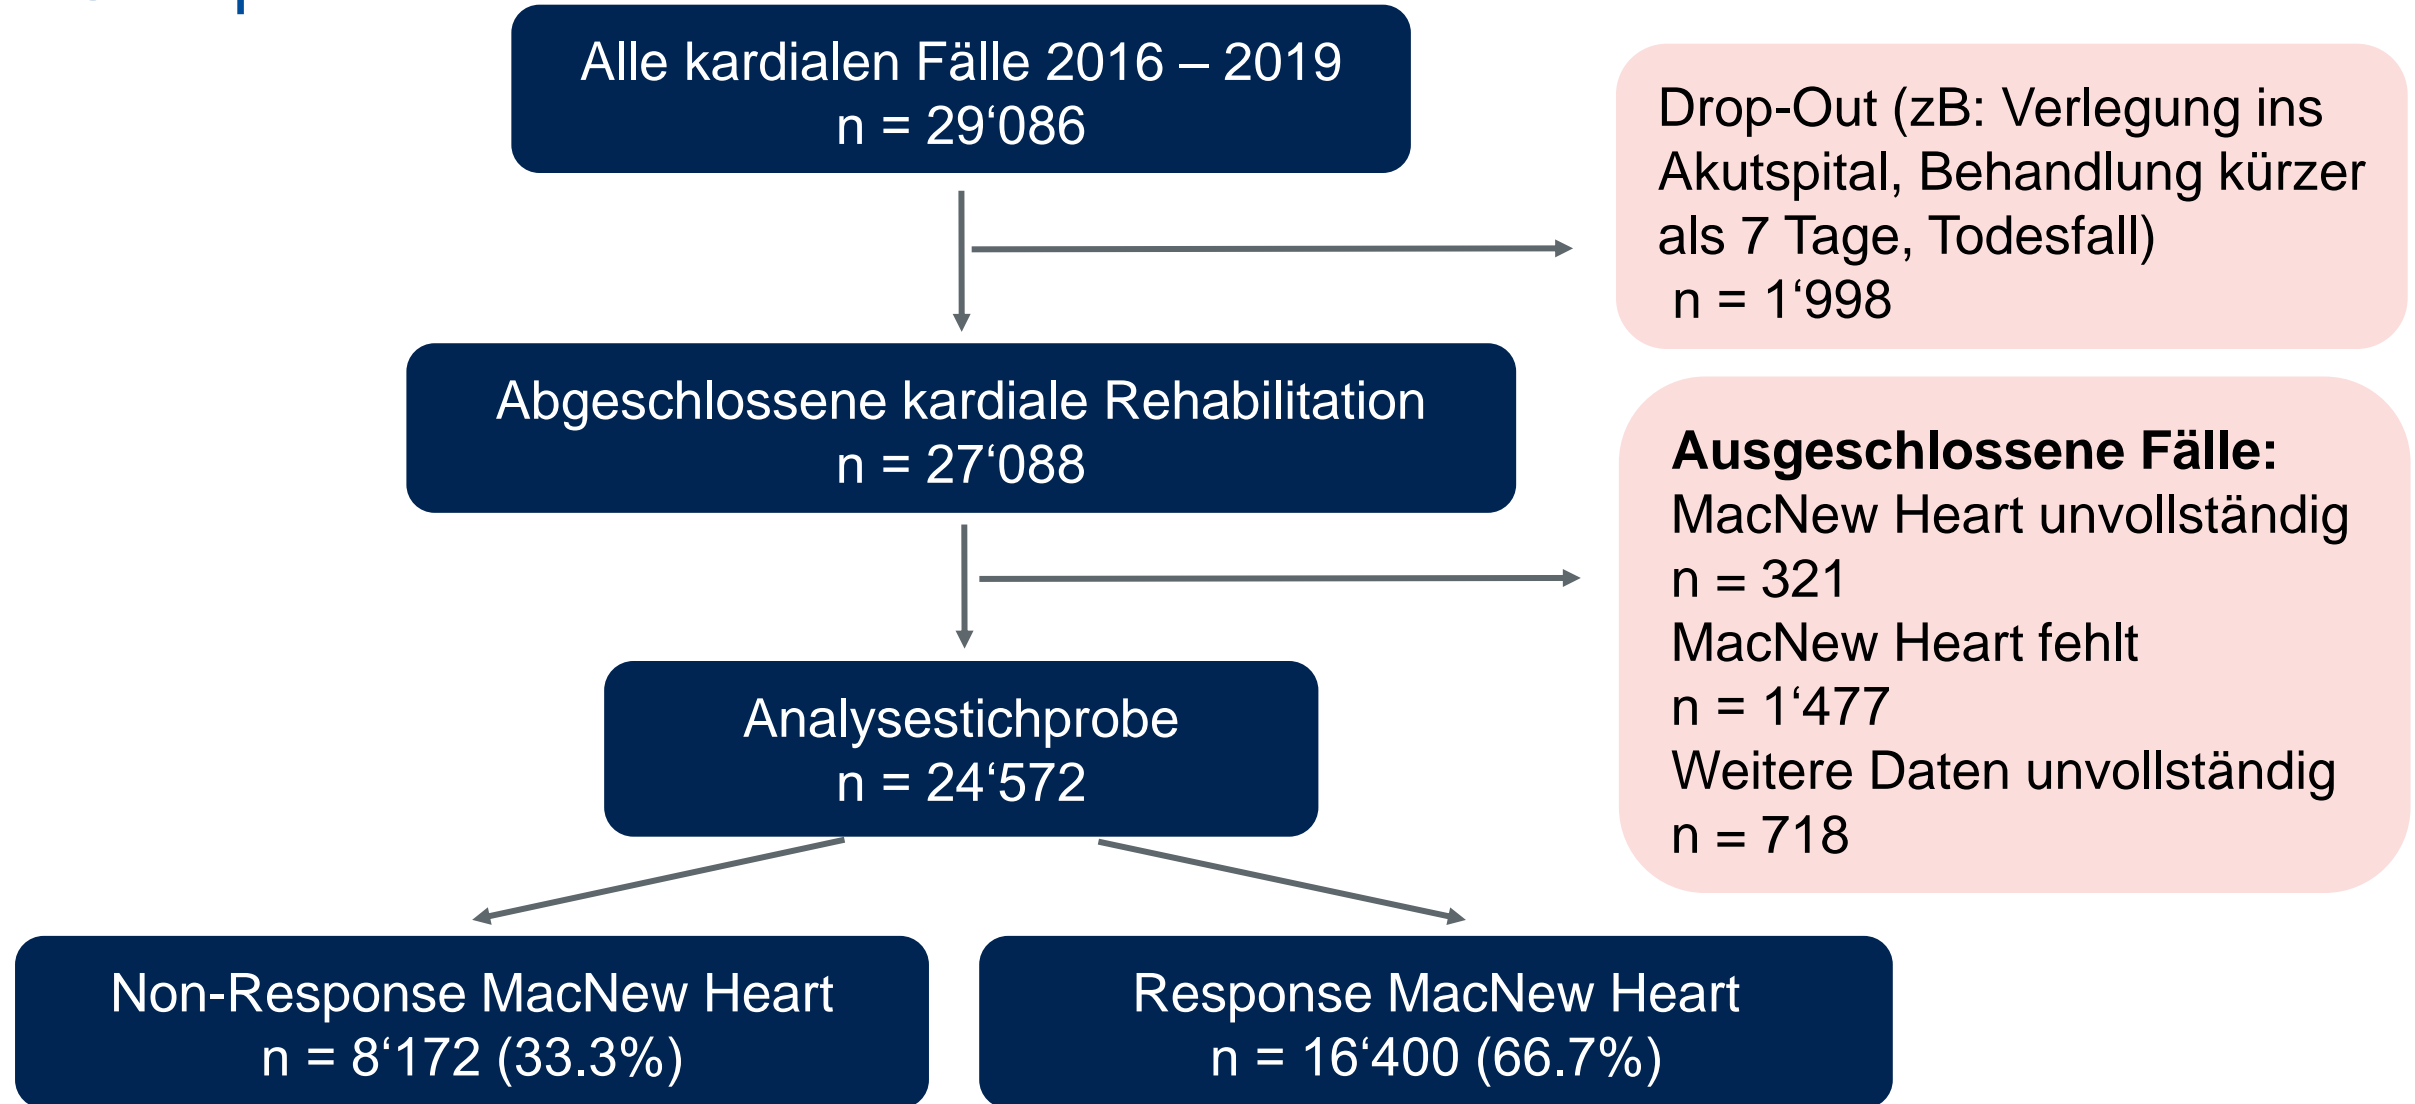 Alle kardialen Fälle 2016 – 2019
n = 29‘086
Drop-Out (zB: Verlegung ins
Akutspital, Behandlung kürzer
als 7 Tage, Todesfall)
n = 1‘998
Abgeschlossene kardiale Rehabilitation
n = 27‘088
Ausgeschlossene Fälle:
MacNew Heart unvollständig
n = 321
MacNew Heart fehlt
n = 1‘477
Weitere Daten unvollständig
n = 718
Analysestichprobe
n = 24‘572
Non-Response MacNew Heart
n = 8‘172 (33.3%)
Response MacNew Heart
n = 16‘400 (66.7%)